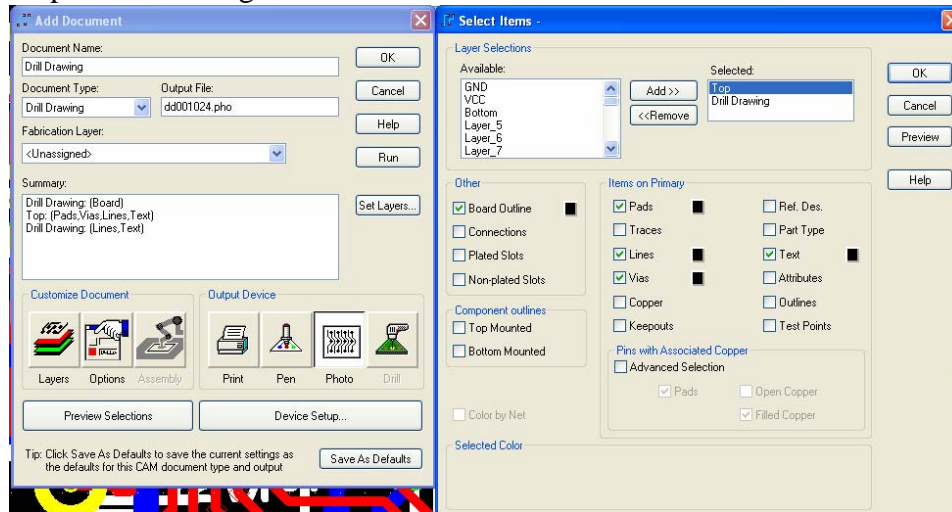 Add Document
Document Name:
Drill Drawing
Document Type:
Output File:
Drill Drawing
dd001024.pho
Fabrication Layer:
<Unassigned>
Summary:
Drill Drawing: (Board)
Top: (Pads,Vias,Lines,Text)
Drill Drawing: (Lines,Text)
OK
Cancel
Help
Run
Set Layers...
Customize Document
Layers
Options
Assembly
Output Device
Print
Pen
Photo
Drill
Preview Selections
Device Setup...
Tip: Click Save As Defaults to save the current settings as
the defaults for this CAM document type and output
Save As Defaults
Select Items -
Layer Selections
Available:
GND
VCC
Bottom
Layer_5
Layer_6
Layer_7
Add >>
<<Remove
Selected:
Top
Drill Drawing
OK
Cancel
Preview
Help
Other
Board Outline
Connections
Plated Slots
Non-plated Slots
Component outlines
Top Mounted
Bottom Mounted
Color by Net
Items on Primary
Pads
Traces
Lines
Vias
Copper
Keepouts
Ref. Des.
Part Type
Text
Attributes
Outlines
Test Points
Pins with Associated Copper
Advanced Selection
Pads
Open Copper
Filled Copper
Selected Color